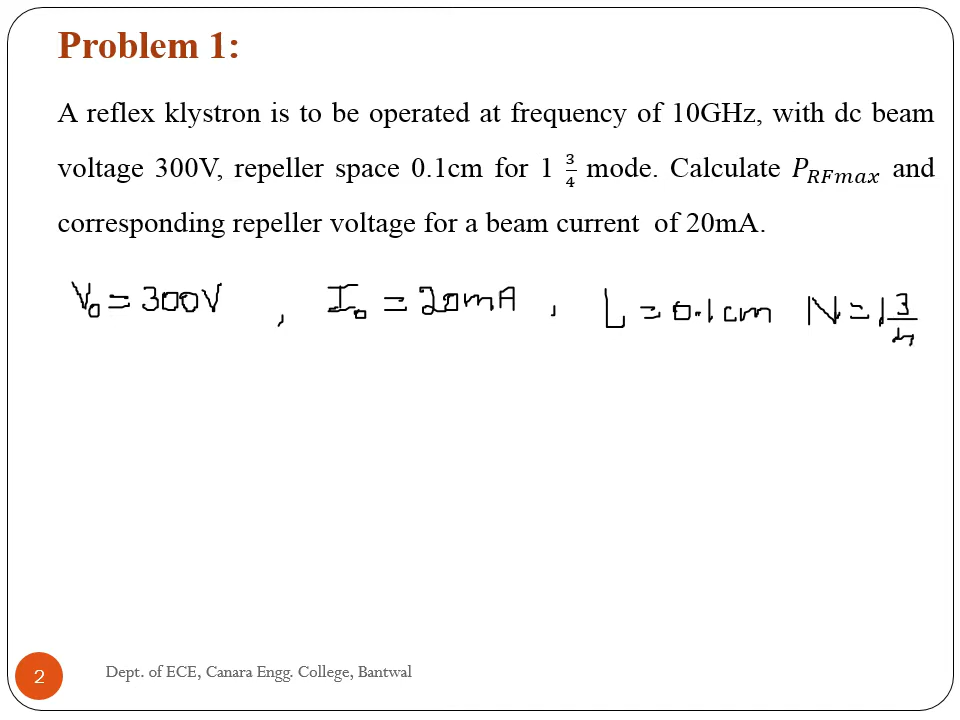 Problem 1:
A reflex klystron is to be operated at frequency of 10GHz, with dc beam
voltage 300V, repeller space 0.1cm for 1 3/4 mode. Calculate P_RFmax and
corresponding repeller voltage for a beam current of 20mA.
V₀ = 300V , I₀ = 20mA , L = 0.1cm N = 1 3/4
2 Dept. of ECE, Canara Engg. College, Bantwal